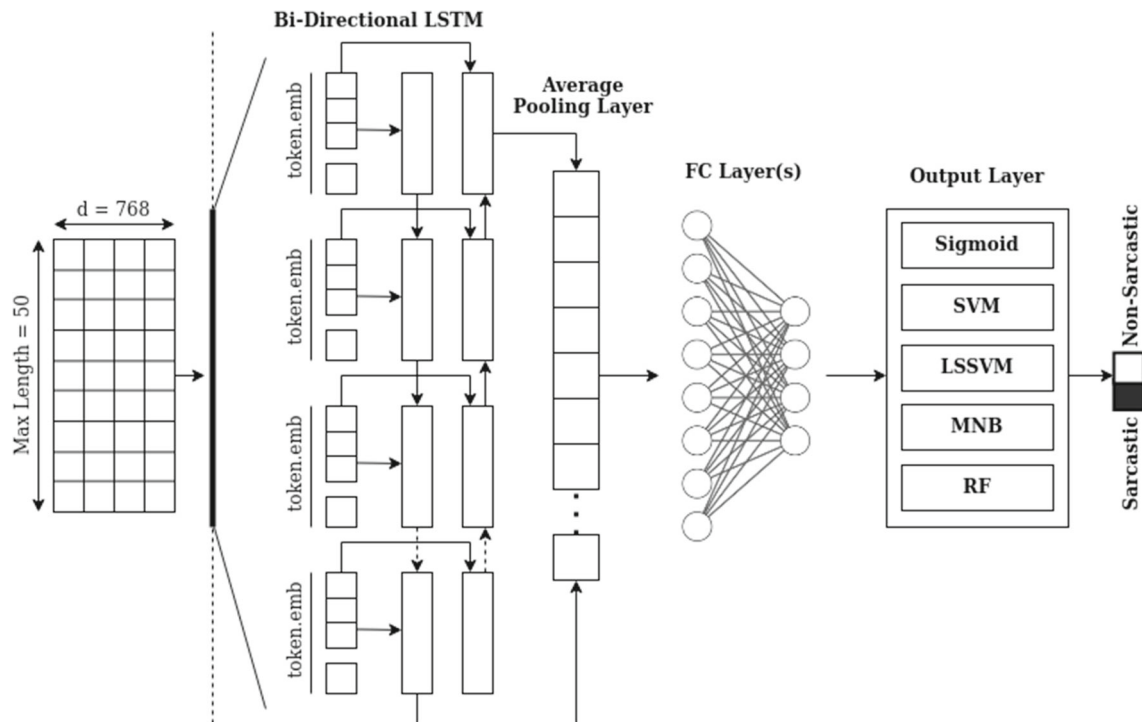 Bi-Directional LSTM
token.emb
token.emb
token.emb
token.emb
d = 768
Max Length = 50
Average
Pooling Layer
FC Layer(s)
Output Layer
Sigmoid
SVM
LSSVM
MNB
RF
Non-Sarcastic
Sarcastic